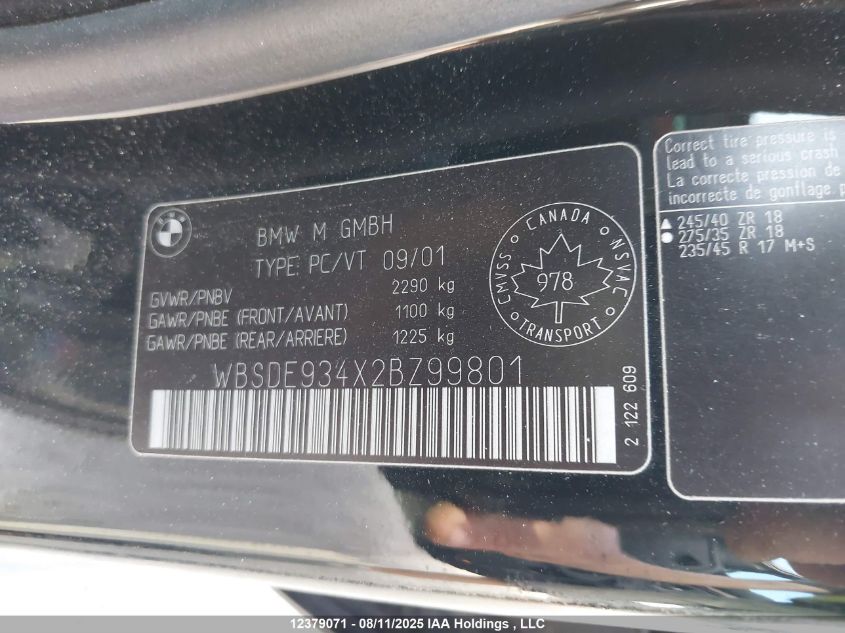 BMW
BMW M GMBH
TYPE: PC/VT 09/01
GVWR/PNBV 2290 kg
GAWR/PNBE (FRONT/AVANT) 1100 kg
GAWR/PNBE (REAR/ARRIERE) 1225 kg
WBSDE934X2BZ99801
2 122 609
CANADA
CMVSS
978
NSVAC
TRANSPORT
Correct tire pressure is
lead to a serious crash
La correcte pression de
incorrecte de gonflage p
245/40 ZR 18
275/35 ZR 18
235/45 R 17 M+S
12379071 - 08/11/2025 IAA Holdings , LLC